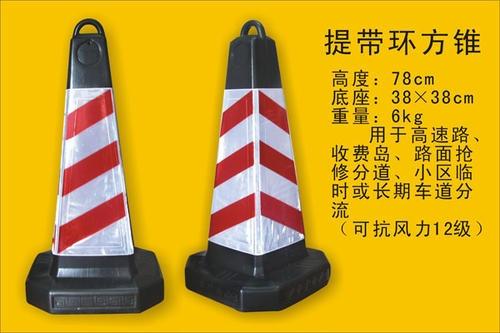 提带环方锥
高度：78cm
底座：38×38cm
重量：6kg
用于高速路、
收费岛、路面抢
修分道、小区临
时或长期车道分
流
（可抗风力12级）